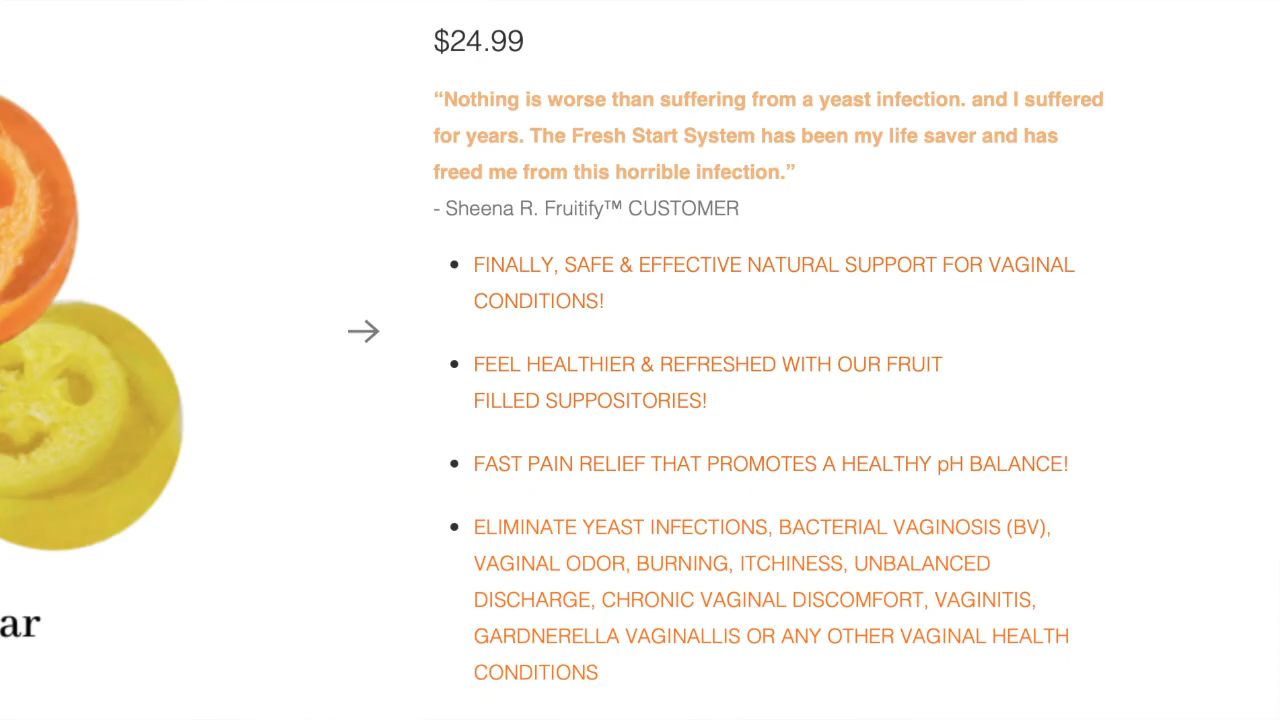 $24.99
“Nothing is worse than suffering from a yeast infection. and I suffered
for years. The Fresh Start System has been my life saver and has
freed me from this horrible infection.”
- Sheena R. Fruitify™ CUSTOMER
FINALLY, SAFE & EFFECTIVE NATURAL SUPPORT FOR VAGINAL
CONDITIONS!
FEEL HEALTHIER & REFRESHED WITH OUR FRUIT
FILLED SUPPOSITORIES!
FAST PAIN RELIEF THAT PROMOTES A HEALTHY pH BALANCE!
ELIMINATE YEAST INFECTIONS, BACTERIAL VAGINOSIS (BV),
VAGINAL ODOR, BURNING, ITCHINESS, UNBALANCED
DISCHARGE, CHRONIC VAGINAL DISCOMFORT, VAGINITIS,
GARDNERELLA VAGINALLIS OR ANY OTHER VAGINAL HEALTH
CONDITIONS
ar